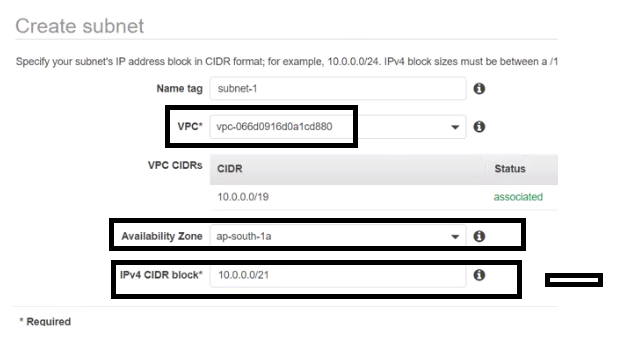 Create subnet
Specify your subnet's IP address block in CIDR format; for example, 10.0.0.0/24. IPv4 block sizes must be between a /1
Name tag subnet-1
VPC* vpc-066d0916d0a1cd880
VPC CIDRs CIDR Status
10.0.0.0/19 associated
Availability Zone ap-south-1a
IPv4 CIDR block* 10.0.0.0/21
* Required